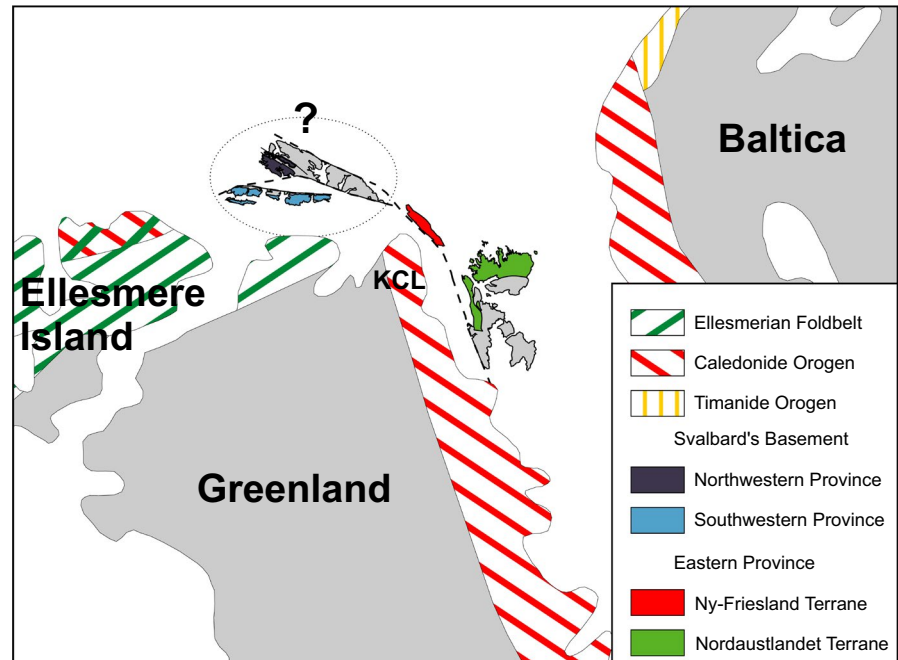 ?
Baltica
KCL
Ellesmere
Island
Greenland
Ellesmerian Foldbelt
Caledonide Orogen
Timanide Orogen
Svalbard's Basement
Northwestern Province
Southwestern Province
Eastern Province
Ny-Friesland Terrane
Nordaustlandet Terrane